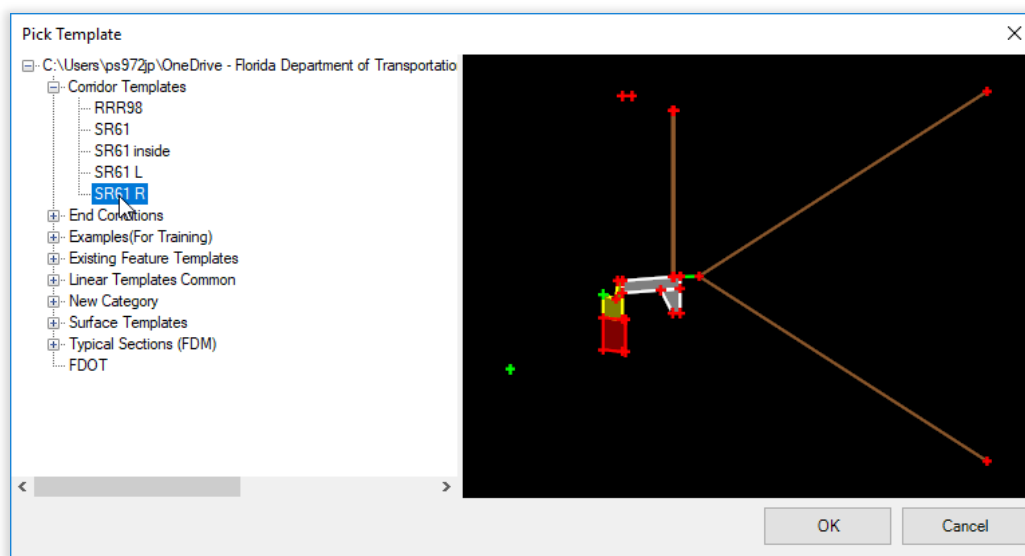 Pick Template
C:\Users\ps972jp\OneDrive - Florida Department of Transportatio
Corridor Templates
RRR98
SR61
SR61 inside
SR61 L
SR61 R
End Conditions
Examples(For Training)
Existing Feature Templates
Linear Templates Common
New Category
Surface Templates
Typical Sections (FDM)
FDOT
OK
Cancel